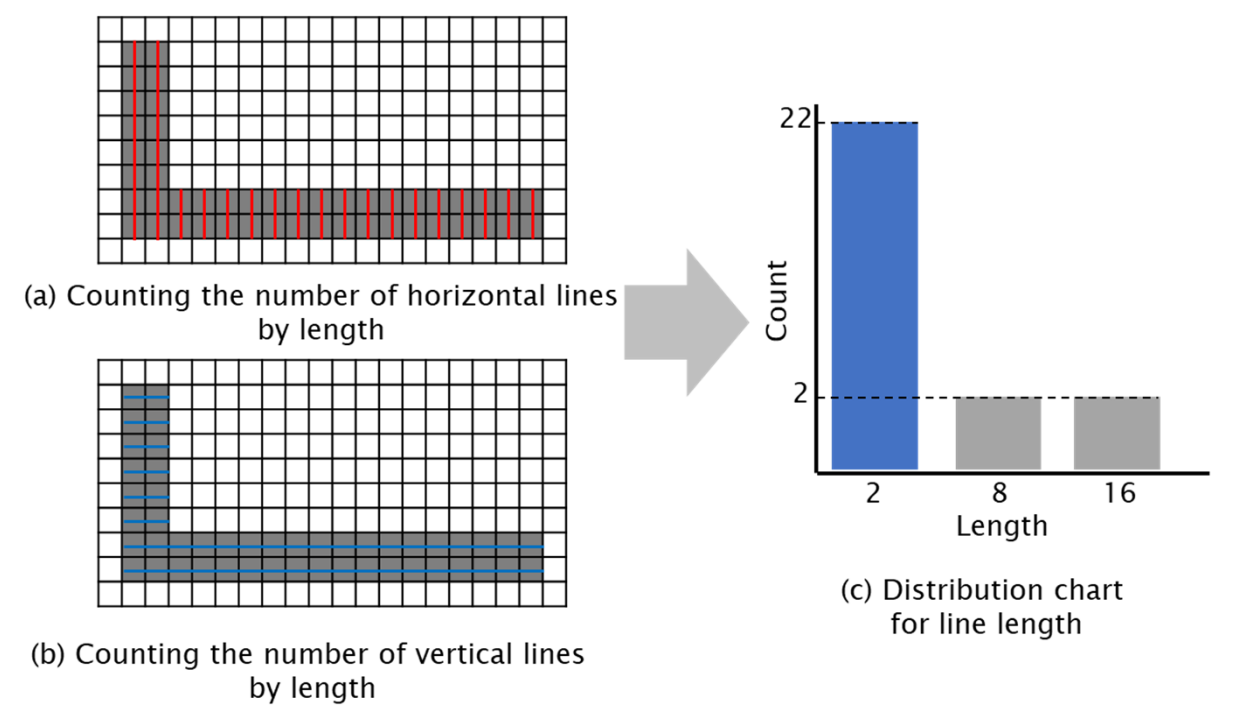 (a) Counting the number of horizontal lines
by length
(b) Counting the number of vertical lines
by length
22
2
Count
2 8 16
Length
(c) Distribution chart
for line length